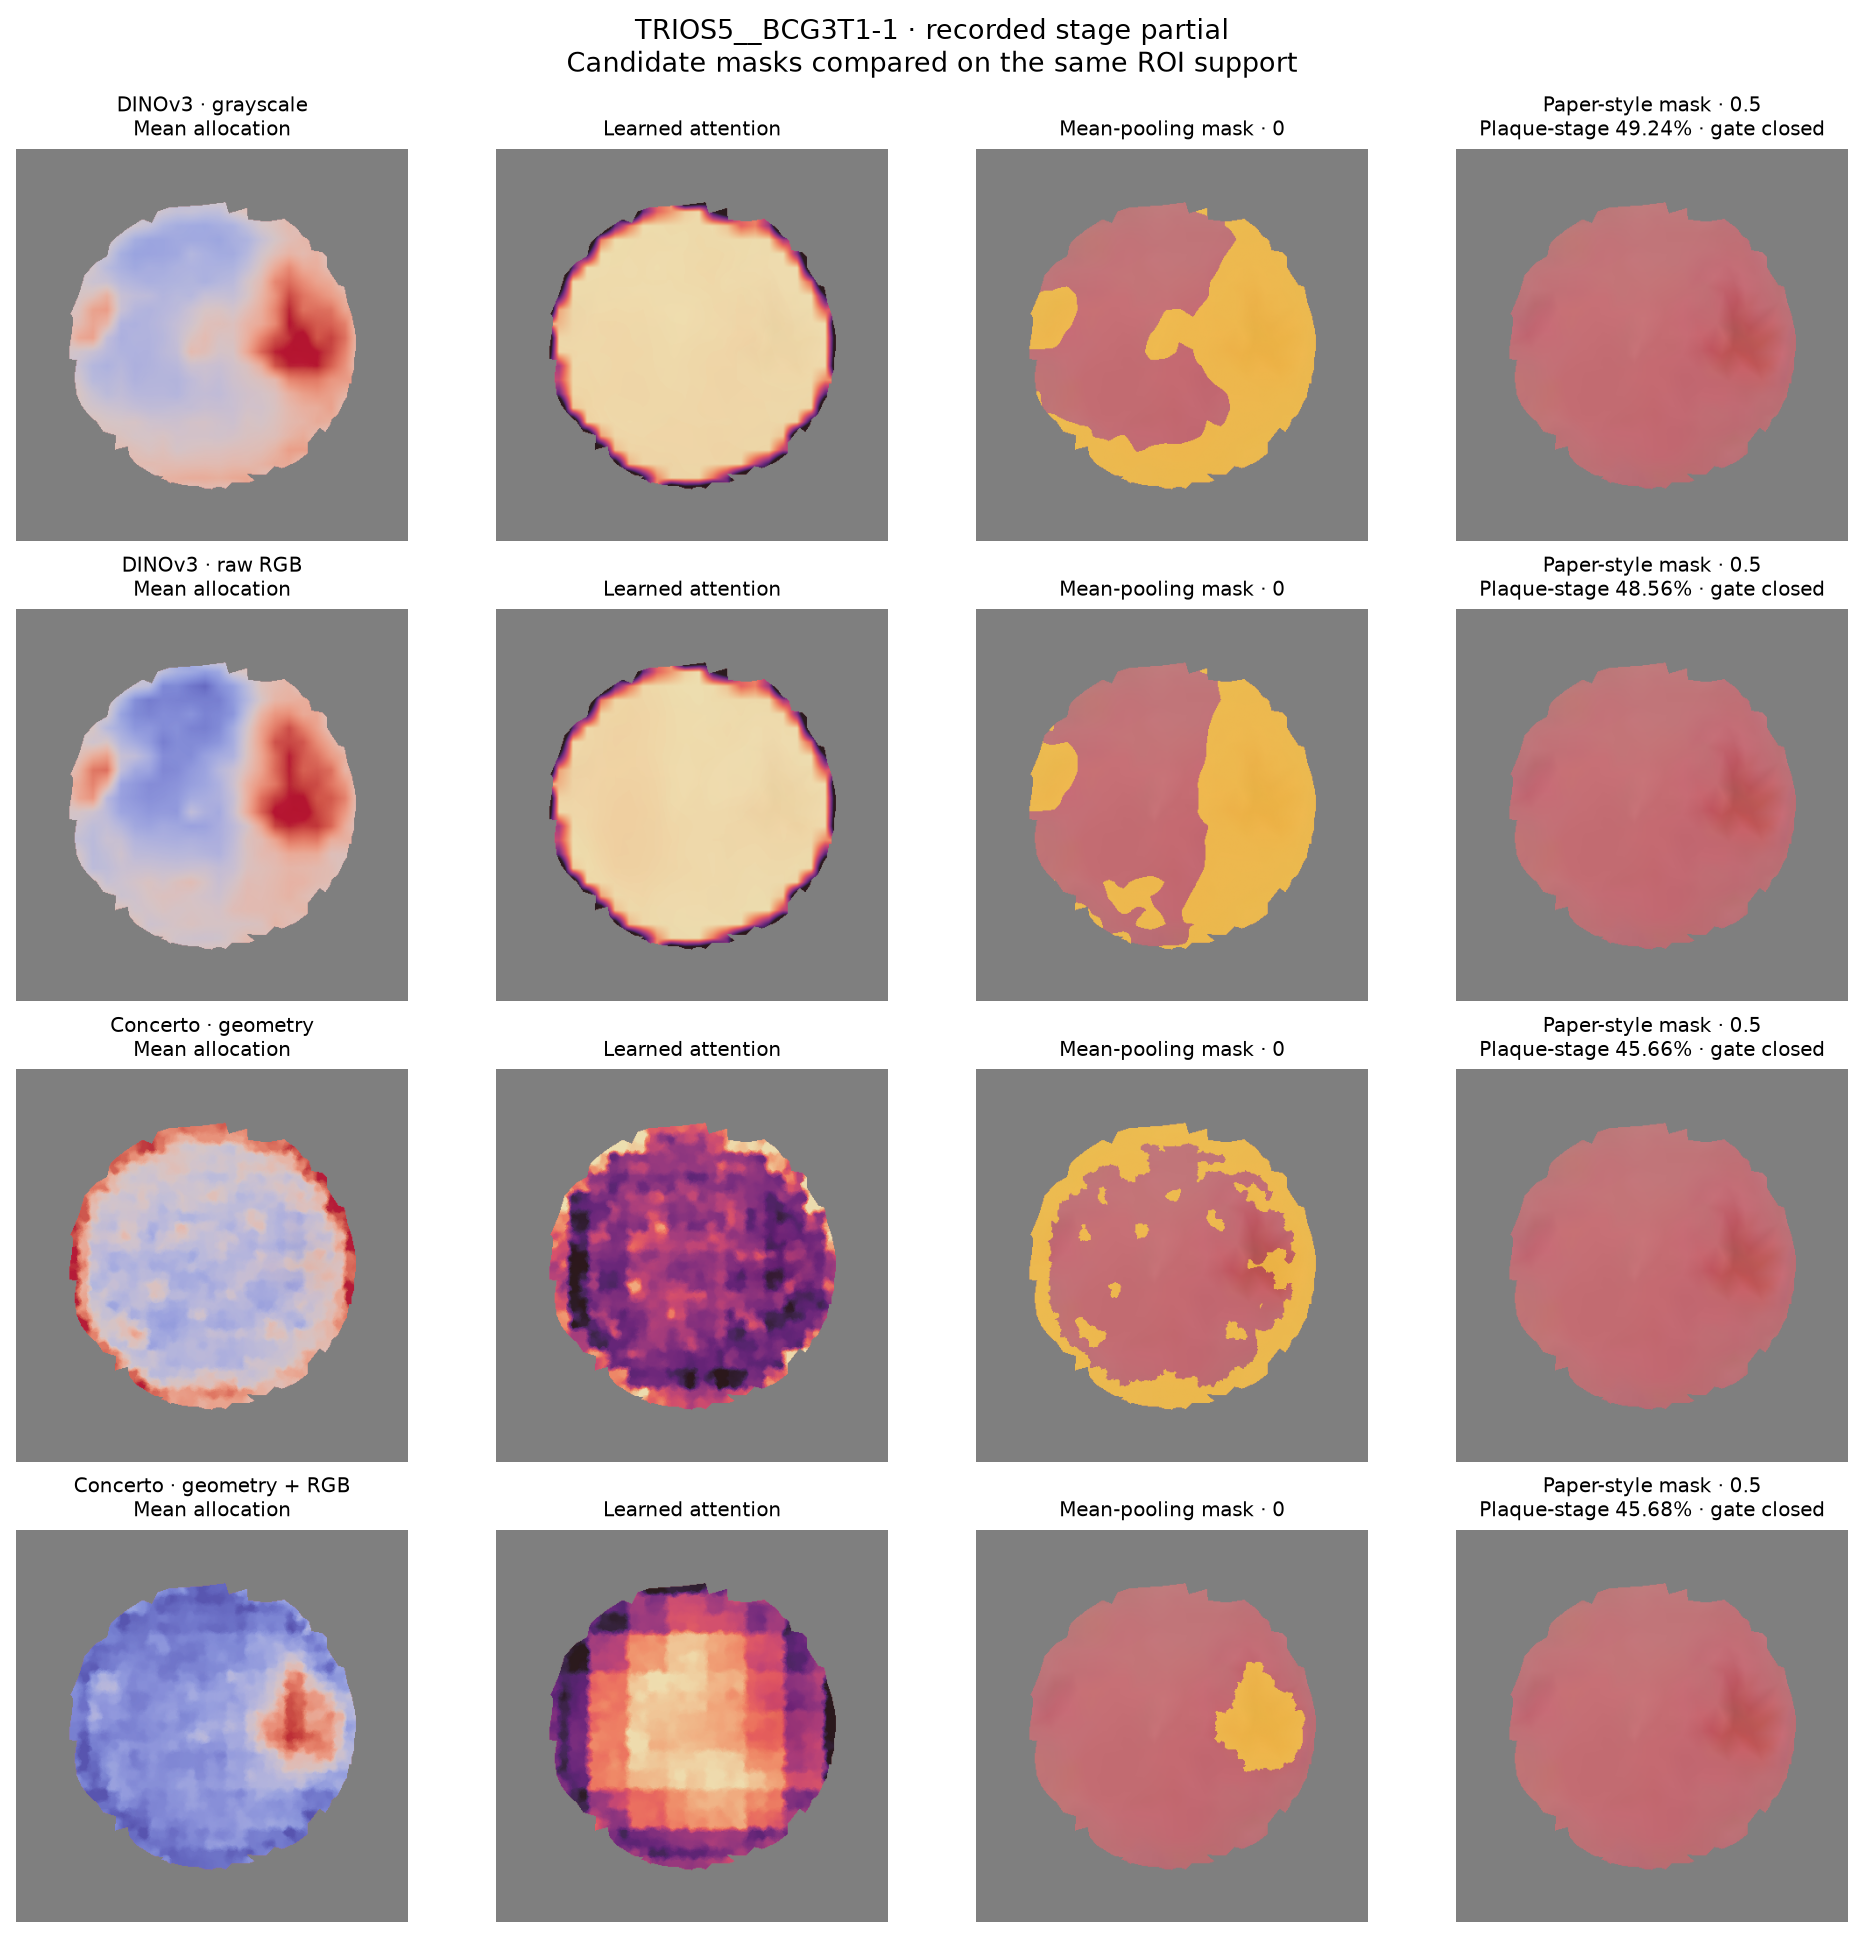 TRIOS5__BCG3T1-1 · recorded stage partial
Candidate masks compared on the same ROI support
DINOv3 · grayscale
Mean allocation
Learned attention
Mean-pooling mask · 0
Paper-style mask · 0.5
Plaque-stage 49.24% · gate closed
DINOv3 · raw RGB
Mean allocation
Learned attention
Mean-pooling mask · 0
Paper-style mask · 0.5
Plaque-stage 48.56% · gate closed
Concerto · geometry
Mean allocation
Learned attention
Mean-pooling mask · 0
Paper-style mask · 0.5
Plaque-stage 45.66% · gate closed
Concerto · geometry + RGB
Mean allocation
Learned attention
Mean-pooling mask · 0
Paper-style mask · 0.5
Plaque-stage 45.68% · gate closed